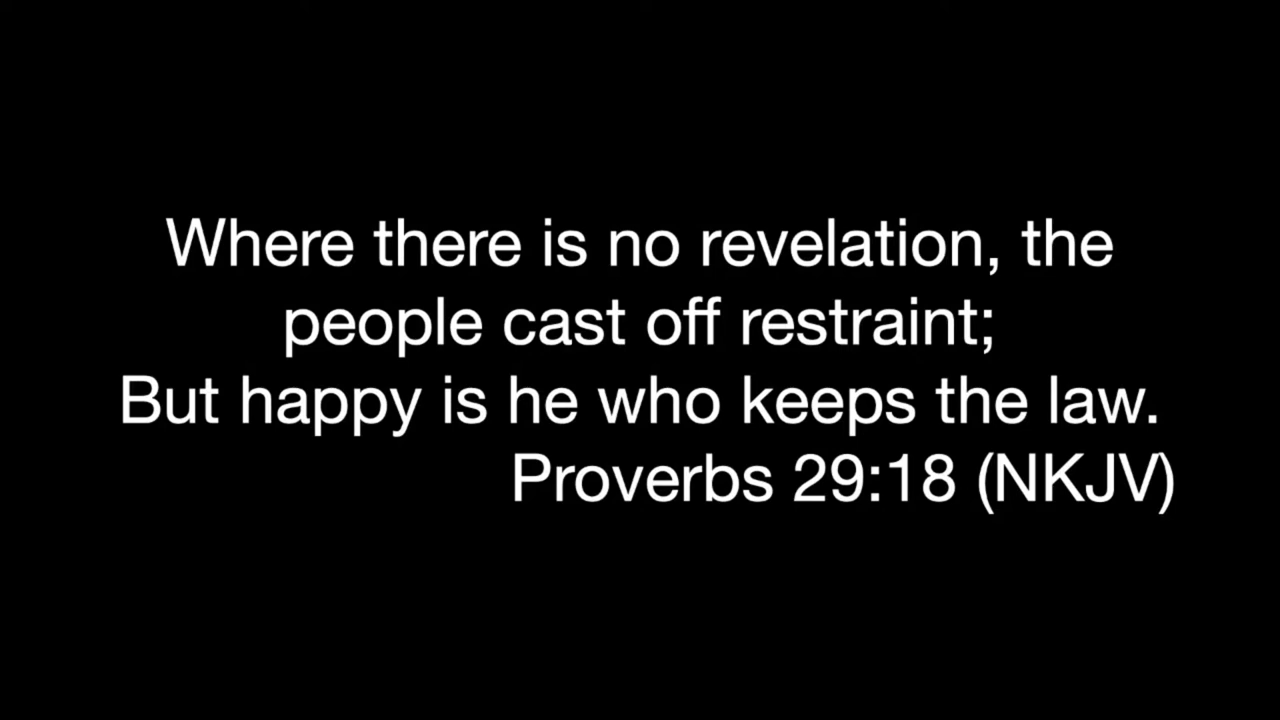 Where there is no revelation, the
people cast off restraint;
But happy is he who keeps the law.
Proverbs 29:18 (NKJV)